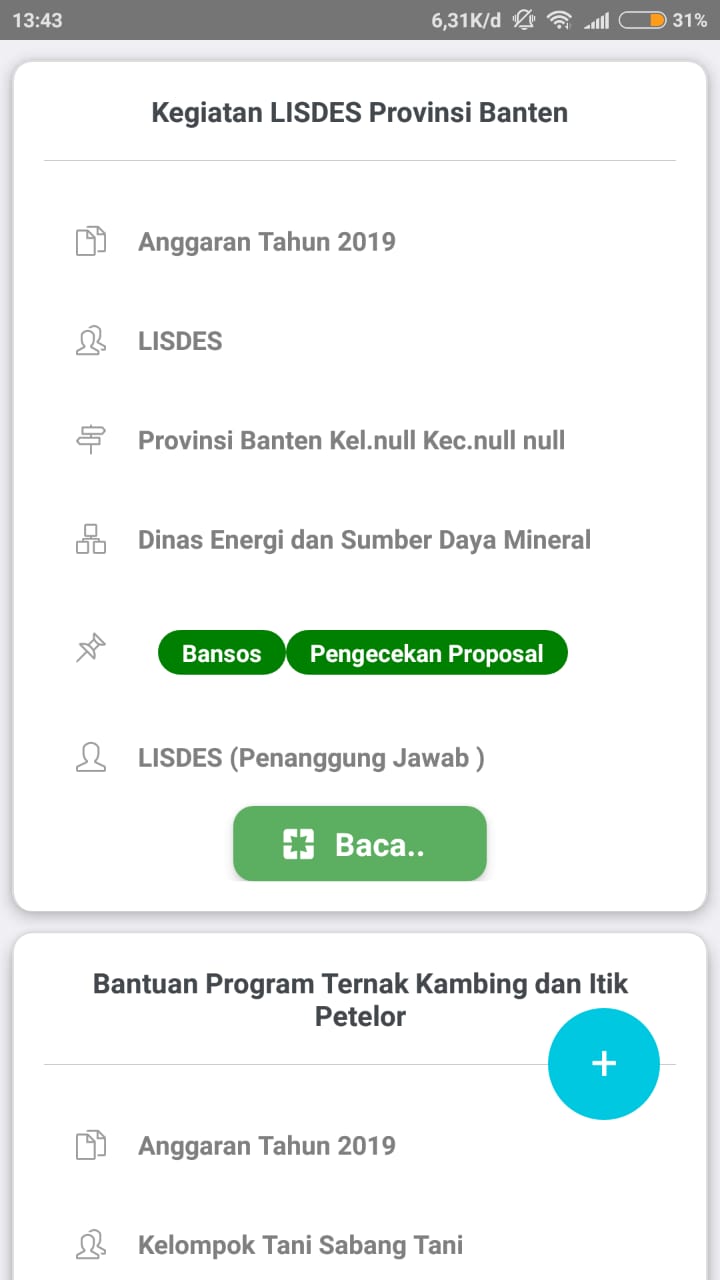 13:43 6,31K/d 31%
Kegiatan LISDES Provinsi Banten
Anggaran Tahun 2019
LISDES
Provinsi Banten Kel.null Kec.null null
Dinas Energi dan Sumber Daya Mineral
Bansos Pengecekan Proposal
LISDES (Penanggung Jawab )
Baca..
Bantuan Program Ternak Kambing dan Itik
Petelor
+
Anggaran Tahun 2019
Kelompok Tani Sabang Tani